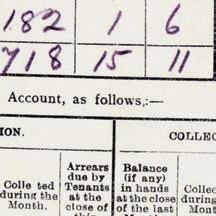 182 1 6
718 15 11
Account, as follows,:—
ION. COLLEC
Colle ted during the Month.
Arrears due by Tenants at the close of
Balance (if any) in hands at the close of the last
Collec during Mont